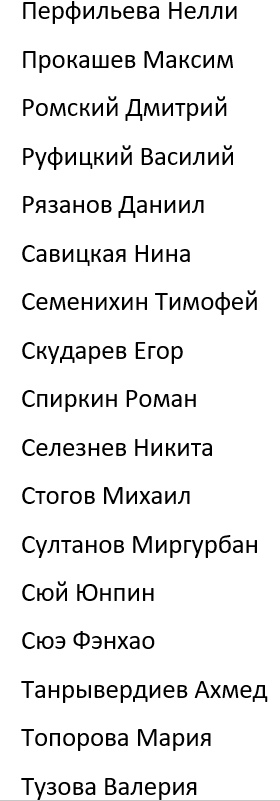 Перфильева Нелли
Прокашев Максим
Ромский Дмитрий
Руфицкий Василий
Рязанов Даниил
Савицкая Нина
Семенихин Тимофей
Скударев Егор
Спиркин Роман
Селезнев Никита
Стогов Михаил
Султанов Миргурбан
Сюй Юнпин
Сюэ Фэнхао
Танрывердиев Ахмед
Топорова Мария
Тузова Валерия